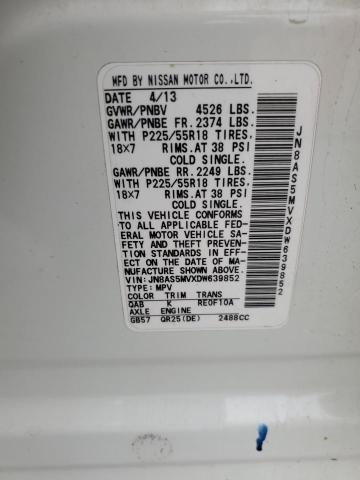 MFD BY NISSAN MOTOR CO.,LTD.
DATE 4/13
GVWR/PNBV 4526 LBS.
GAWR/PNBE FR. 2374 LBS.
WITH P225/55R18 TIRES,
18X7 RIMS.AT 38 PSI
COLD SINGLE.
GAWR/PNBE RR. 2249 LBS.
WITH P225/55R18 TIRES,
18X7 RIMS.AT 38 PSI
COLD SINGLE.
THIS VEHICLE CONFORMS
TO ALL APPLICABLE FED-
ERAL MOTOR VEHICLE SA-
FETY AND THEFT PREVENTION
STANDARDS IN EFF-
ECT ON THE DATE OF MA-
NUFACTURE SHOWN ABOVE.
VIN: JN8AS5MVXDW639852
TYPE: MPV
COLOR TRIM TRANS
QAB K RE0F10A
AXLE ENGINE
GB57 QR25(DE) 2488CC
JN8AS5MVXDW639852